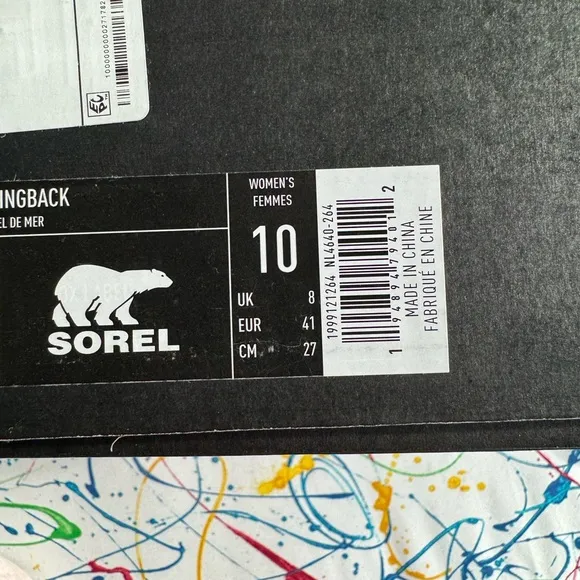 1000000000271782
INGBACK
EL DE MER
SOREL
WOMEN'S
FEMMES
10
UK 8
EUR 41
CM 27
1999121264 NL4640-264
1 94894 79401 2
MADE IN CHINA
FABRIQUÉ EN CHINE